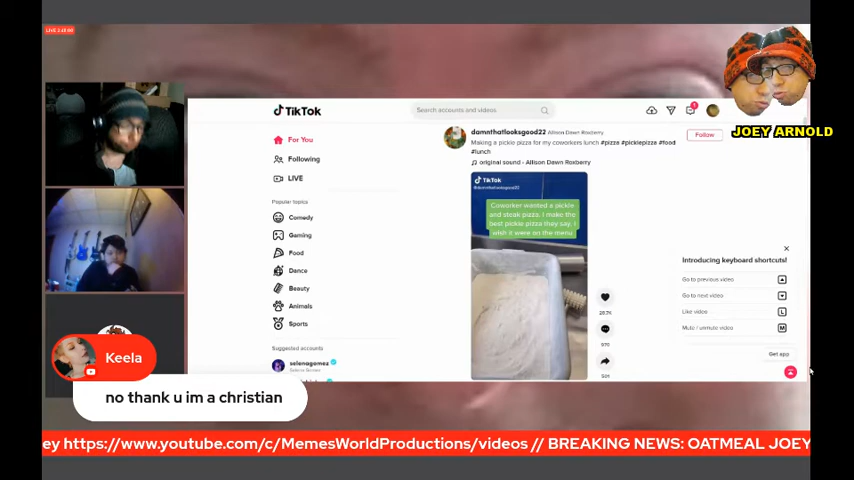 TikTok
Search accounts and videos
1
JOEY ARNOLD
For You
Following
LIVE
Popular topics
Comedy
Gaming
Food
Dance
Beauty
Animals
Sports
Suggested accounts
selenagomez
Selena Gomez
damnthatlooksgood22 Allison Dawn Roxberry
Follow
Making a pickle pizza for my coworkers lunch #pizza #picklepizza #food
#lunch
original sound - Allison Dawn Roxberry
TikTok
@damnthatlooksgood22
Coworker wanted a pickle
and steak pizza. I make the
best pickle pizza they say, I
wish it were on the menu
Introducing keyboard shortcuts!
Go to previous video
Go to next video
Like video L
Mute / unmute video M
Get app
Keela
no thank u im a christian
ey https://www.youtube.com/c/MemesWorldProductions/videos // BREAKING NEWS: OATMEAL JOEY